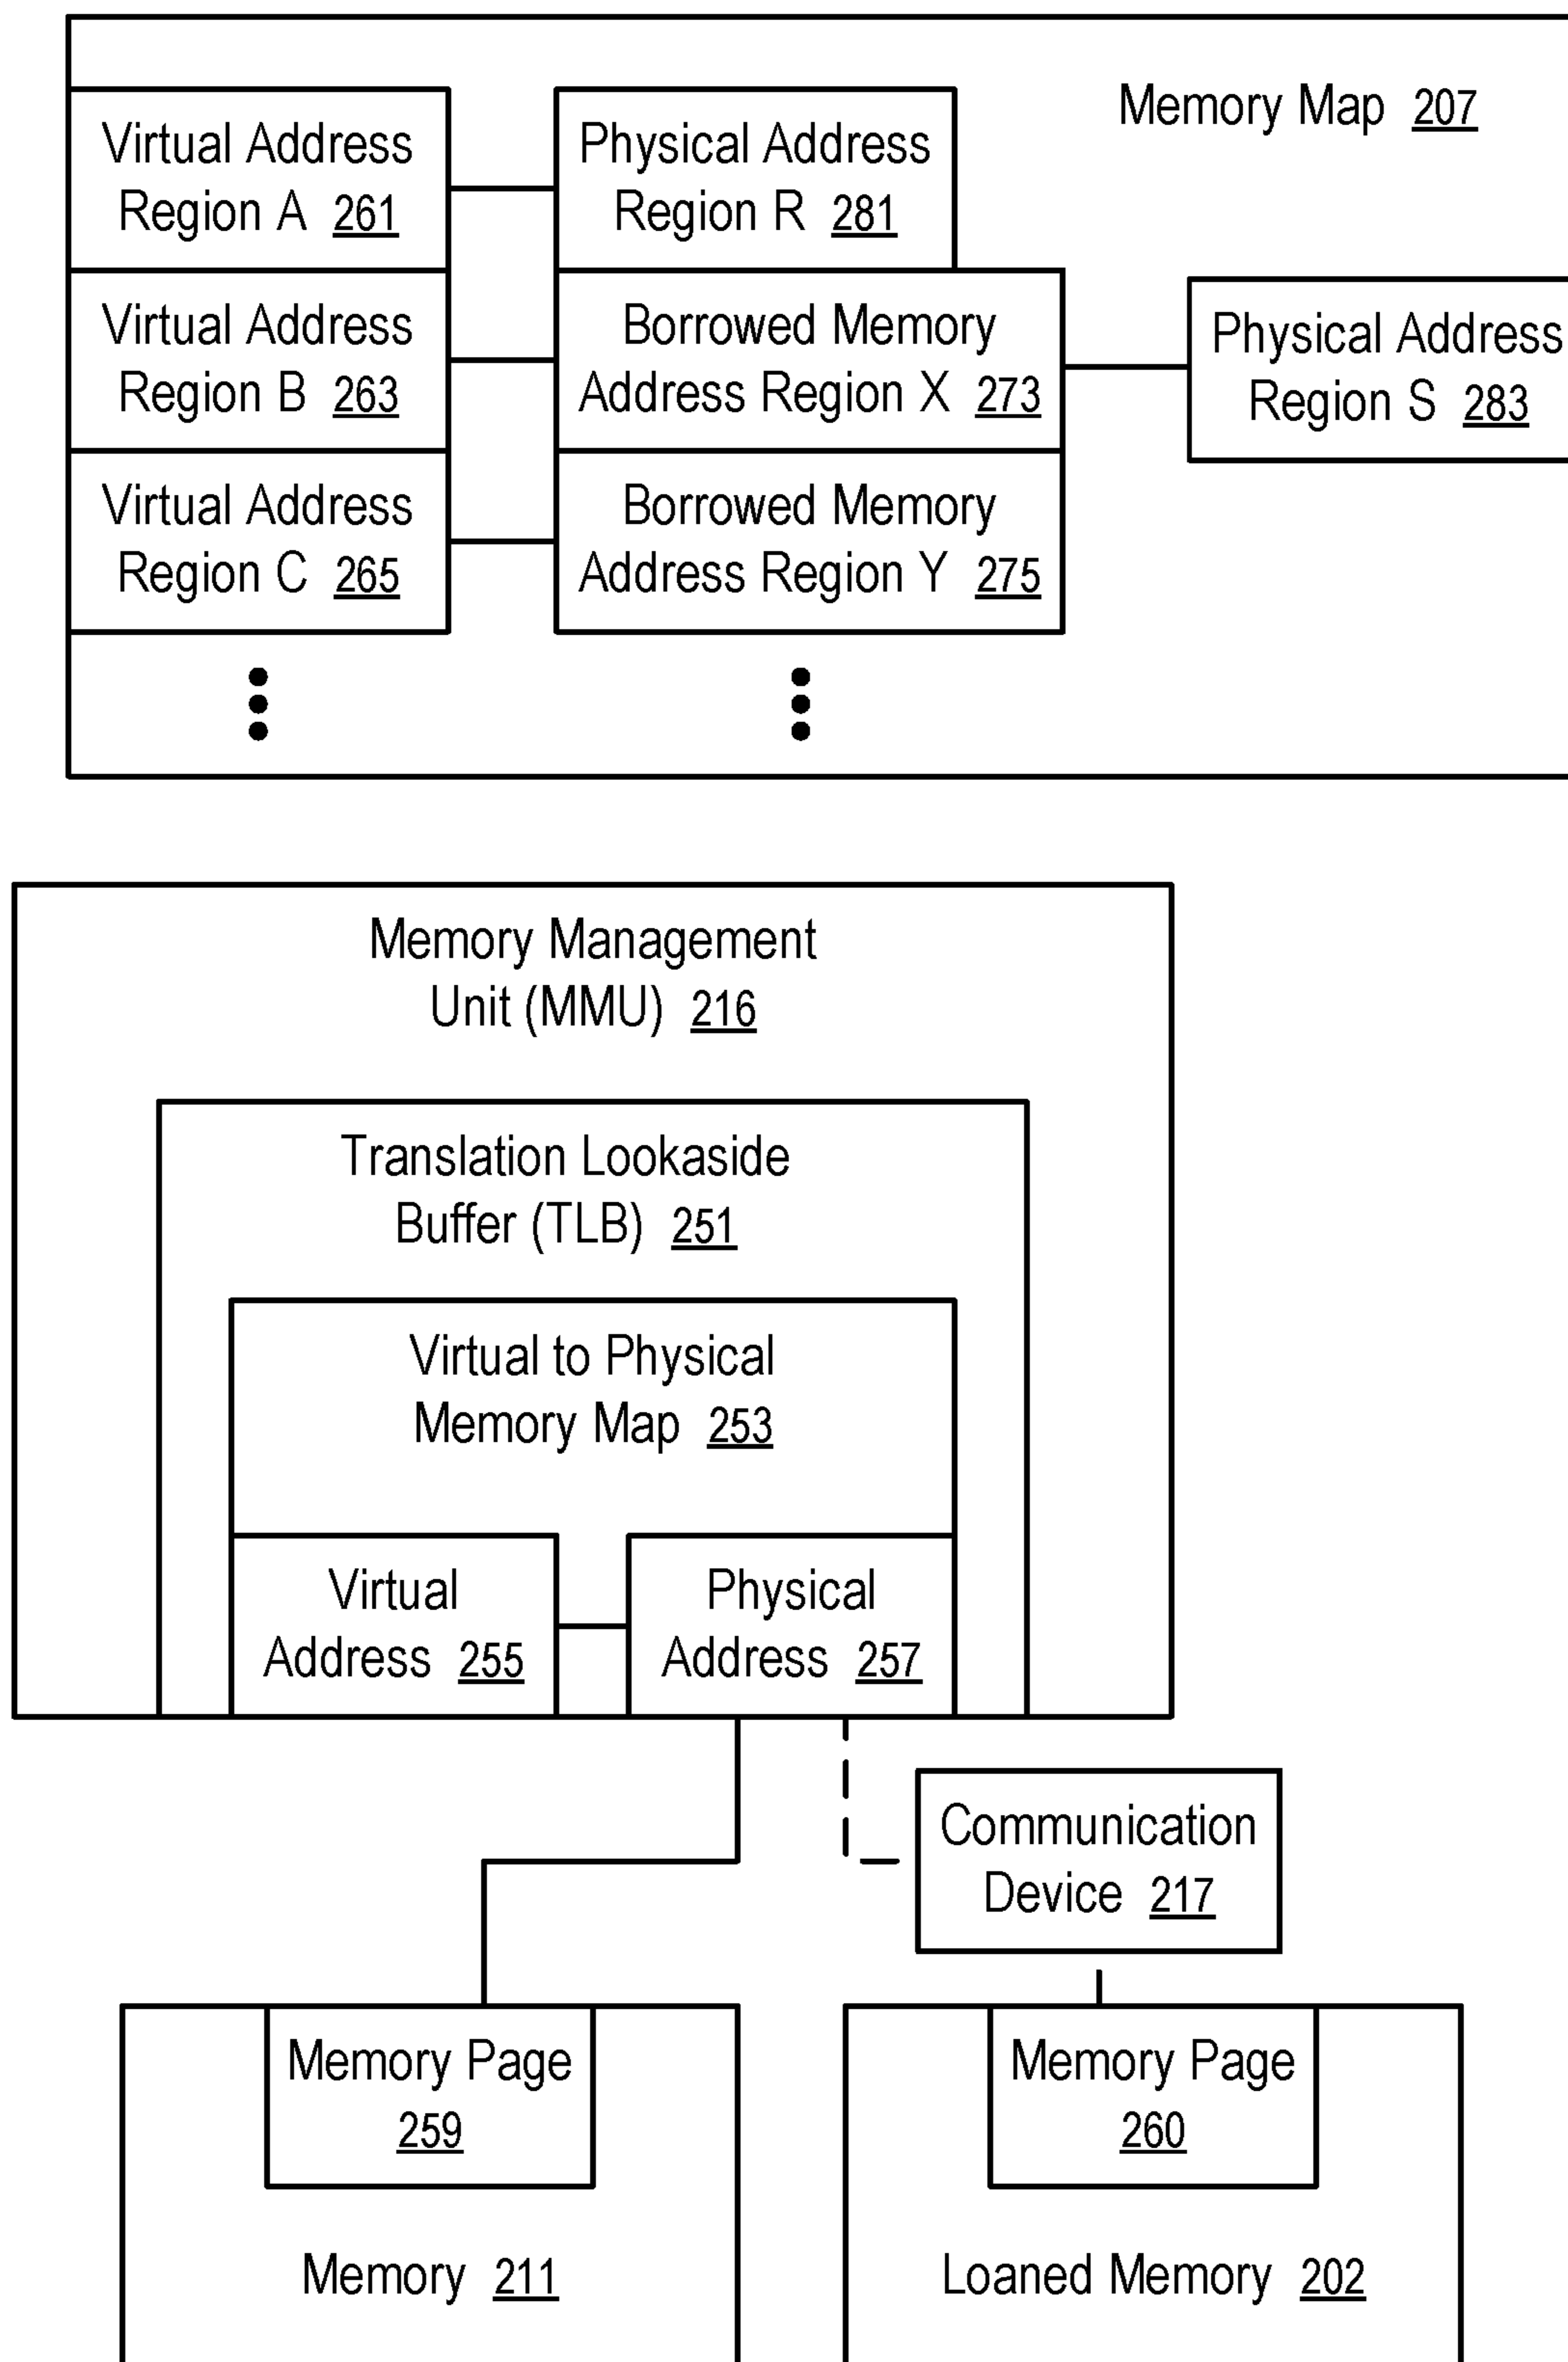 Memory Map 207
Virtual Address
Region A 261
Physical Address
Region R 281
Virtual Address
Region B 263
Borrowed Memory
Address Region X 273
Physical Address
Region S 283
Virtual Address
Region C 265
Borrowed Memory
Address Region Y 275
Memory Management
Unit (MMU) 216
Translation Lookaside
Buffer (TLB) 251
Virtual to Physical
Memory Map 253
Virtual
Address 255
Physical
Address 257
Communication
Device 217
Memory Page
259
Memory 211
Memory Page
260
Loaned Memory 202